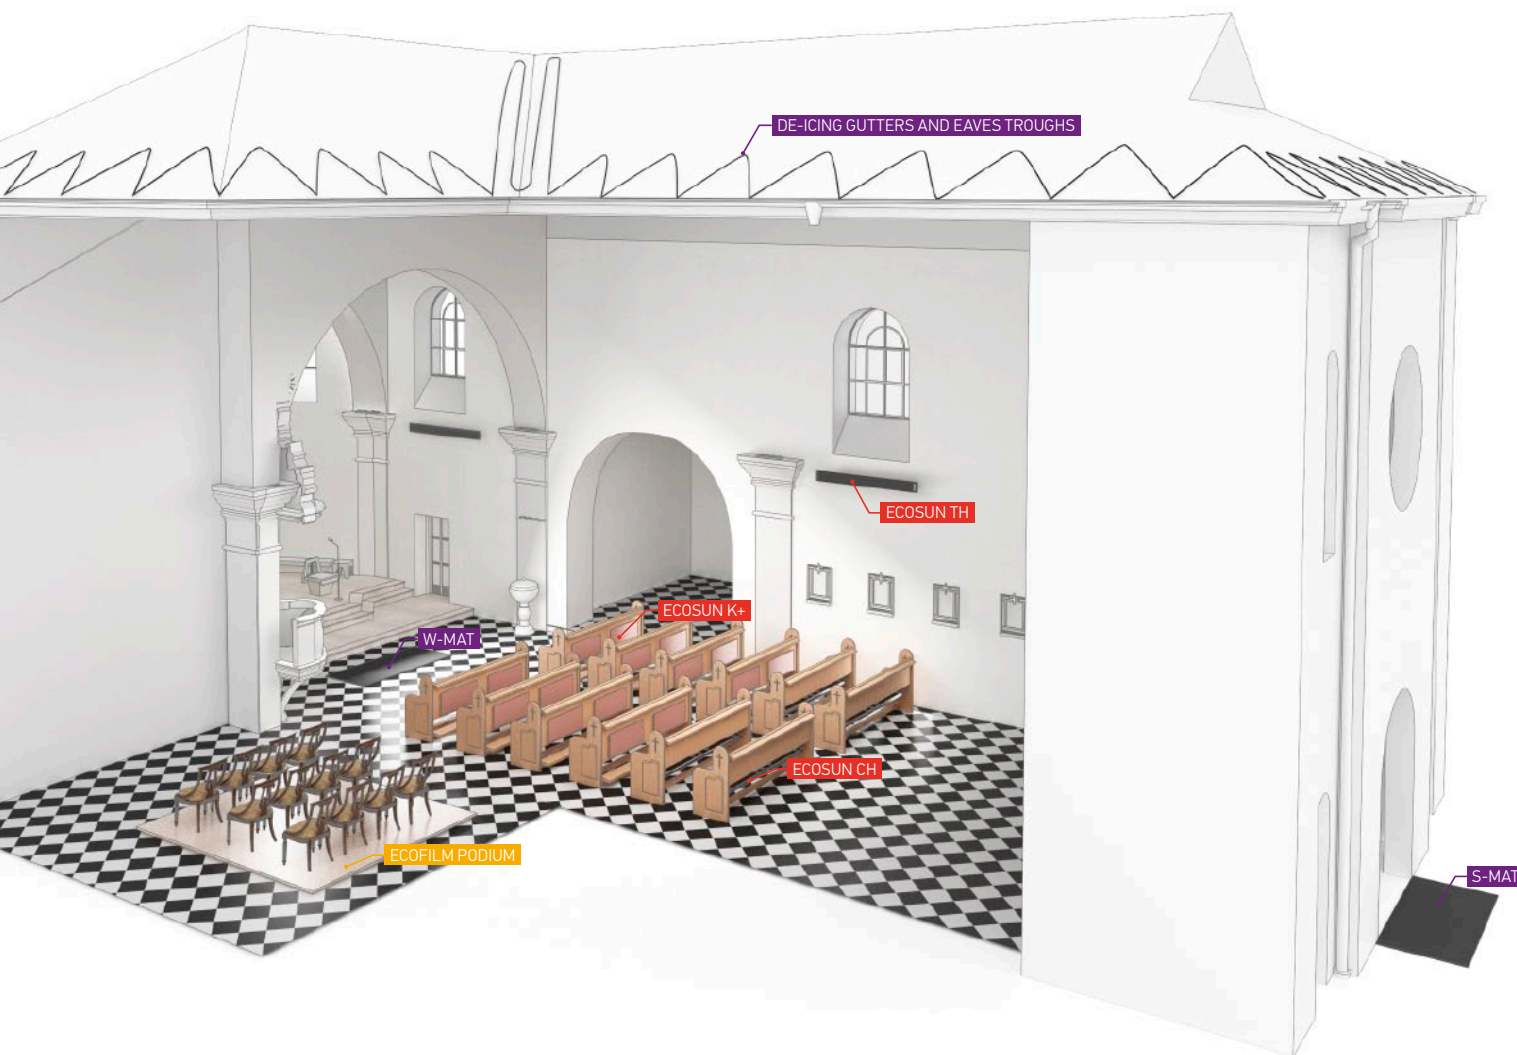 DE-ICING GUTTERS AND EAVES TROUGHS
ECOSUN TH
ECOSUN K+
W-MAT
ECOSUN CH
ECOFILM PODIUM
S-MAT